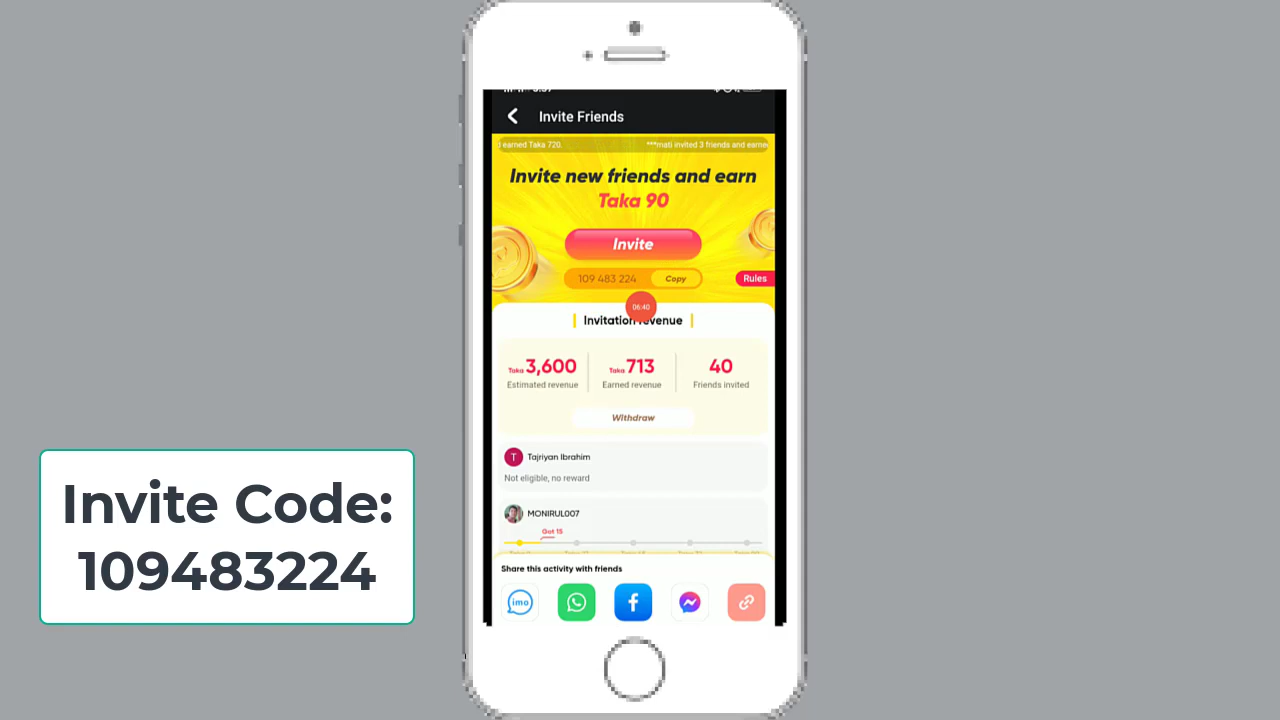 Invite Friends
earned Taka 720.
***mati invited 3 friends and earned
Invite new friends and earn
Taka 90
Invite
109 483 224
Copy
Rules
06:40
Invitation revenue
Taka 3,600
Taka 713
40
Estimated revenue
Earned revenue
Friends invited
Withdraw
T
Tajriyan Ibrahim
Not eligible, no reward
MONIRUL007
Got 15
Share this activity with friends
imo
f
Invite Code:
109483224